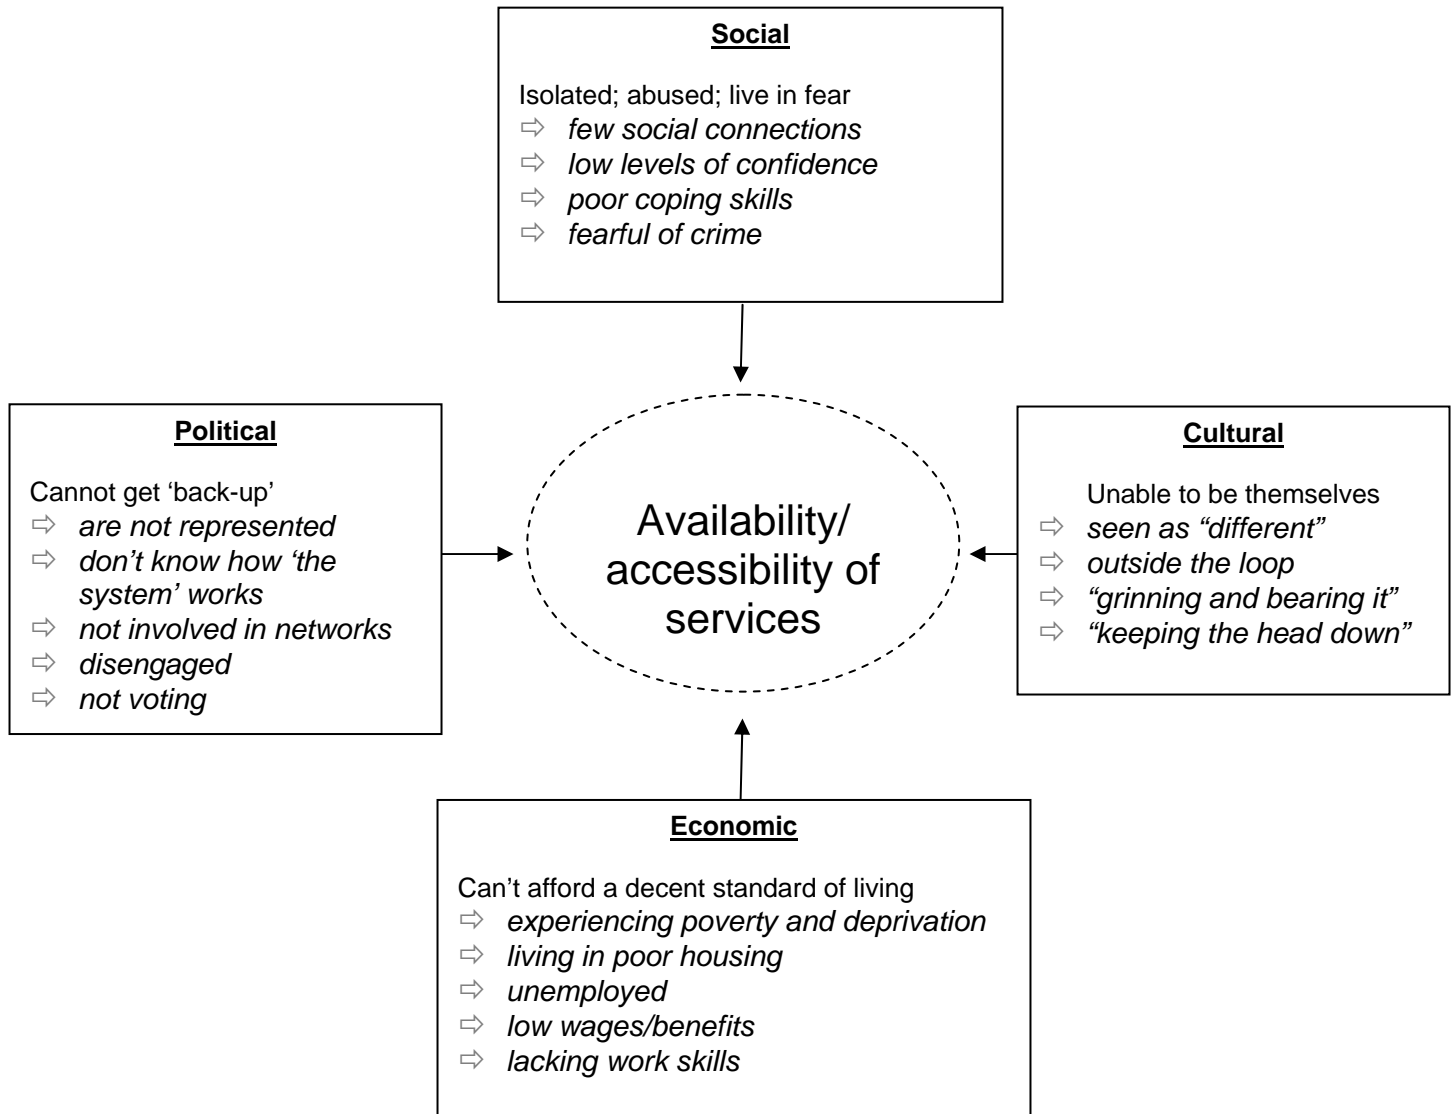 Social
Isolated; abused; live in fear
⇨ few social connections
⇨ low levels of confidence
⇨ poor coping skills
⇨ fearful of crime
Political
Cannot get ‘back-up’
⇨ are not represented
⇨ don’t know how ‘the
system’ works
⇨ not involved in networks
⇨ disengaged
⇨ not voting
Availability/
accessibility of
services
Cultural
Unable to be themselves
⇨ seen as “different”
⇨ outside the loop
⇨ “grinning and bearing it”
⇨ “keeping the head down”
Economic
Can’t afford a decent standard of living
⇨ experiencing poverty and deprivation
⇨ living in poor housing
⇨ unemployed
⇨ low wages/benefits
⇨ lacking work skills